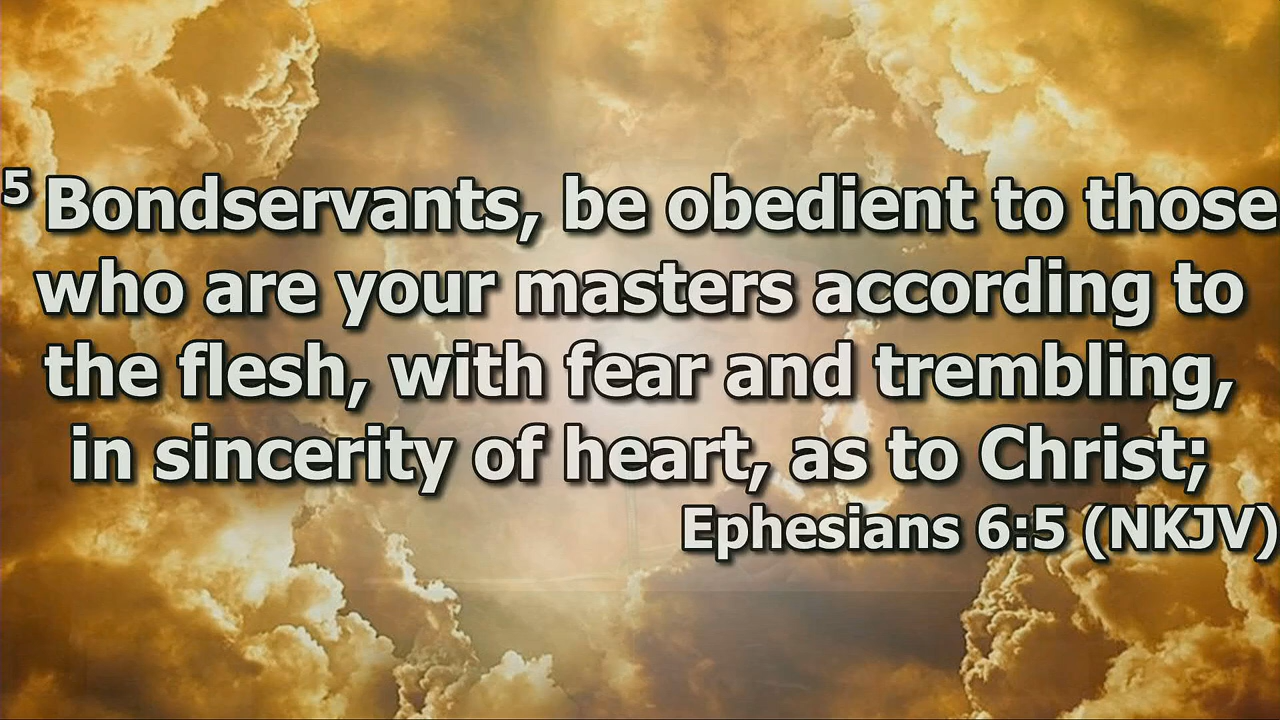 5 Bondservants, be obedient to those
who are your masters according to
the flesh, with fear and trembling,
in sincerity of heart, as to Christ;
Ephesians 6:5 (NKJV)